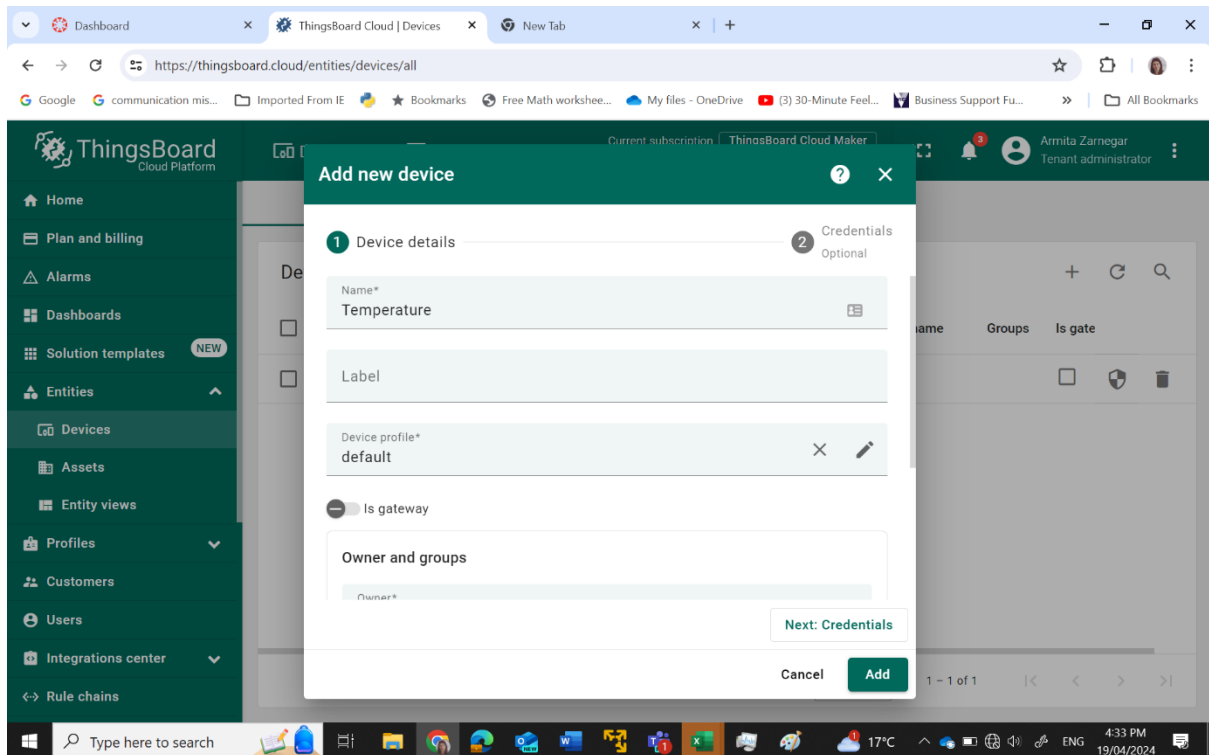 Dashboard
ThingsBoard Cloud | Devices
New Tab
https://thingsboard.cloud/entities/devices/all
Google
communication mis...
Imported From IE
Bookmarks
Free Math workshee...
My files - OneDrive
(3) 30-Minute Feel...
Business Support Fu...
»
All Bookmarks
ThingsBoard
Cloud Platform
Current subscription
ThingsBoard Cloud Maker
3
Armita Zarnegar
Tenant administrator
Home
Plan and billing
Alarms
Dashboards
Solution templates
NEW
Entities
Devices
Assets
Entity views
Profiles
Customers
Users
Integrations center
Rule chains
De
Add new device
1 Device details
2 Credentials
Optional
Name*
Temperature
Label
Device profile*
default
Is gateway
Owner and groups
Owner*
Next: Credentials
Cancel
Add
name
Groups
Is gate
1 – 1 of 1
Type here to search
17°C
ENG
4:33 PM
19/04/2024